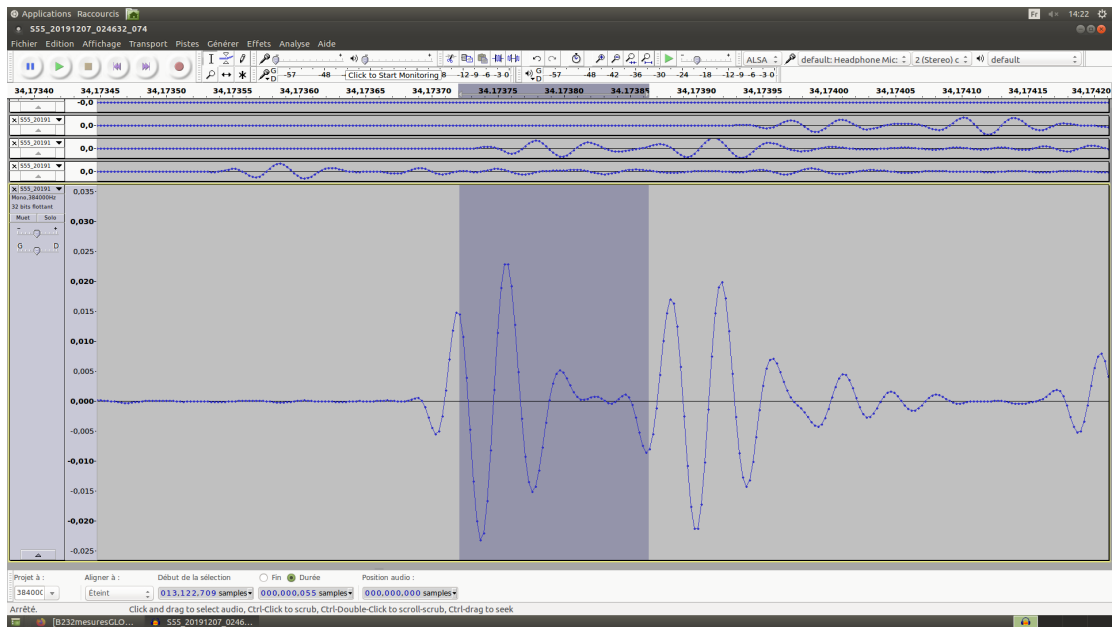 Applications Raccourcis Fr 14:22
S55_20191207_024632_074
Fichier Edition Affichage Transport Pistes Générer Effets Analyse Aide
ALSA default: Headphone Mic: 2 (Stereo) c default
G D -57 -48 Click to Start Monitoring 8 -12 -9 -6 -3 0 G D -57 -48 -42 -36 -30 -24 -18 -12 -9 -6 -3 0
34,17340 34,17345 34,17350 34,17355 34,17360 34,17365 34,17370 34,17375 34,17380 34,17385 34,17390 34,17395 34,17400 34,17405 34,17410 34,17415 34,17420
-0,0
S55_20191 0,0
S55_20191 0,0
S55_20191 0,0
S55_20191 0,035
Mono,384000Hz
32 bits flottant
Muet Solo
- +
G D
0,030
0,025
0,020
0,015
0,010
0,005
0,000
-0,005
-0,010
-0,015
-0,020
-0,025
Projet à : Aligner à : Début de la sélection Fin Durée Position audio :
38400C Eteint 013,122,709 samples 000,000,055 samples 000,000,000 samples
Arrêté. Click and drag to select audio, Ctrl-Click to scrub, Ctrl-Double-Click to scroll-scrub, Ctrl-drag to seek
[B232mesuresGLO... S55_20191207_0246...